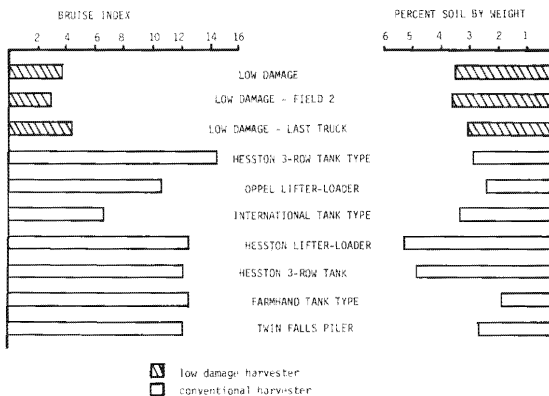 BRUISE INDEX
PERCENT SOIL BY WEIGHT
2 4 6 8 10 12 14 16
6 5 4 3 2 1
LOW DAMAGE
LOW DAMAGE - FIELD 2
LOW DAMAGE - LAST TRUCK
HESSTON 3-ROW TANK TYPE
OPPEL LIFTER-LOADER
INTERNATIONAL TANK TYPE
HESSTON LIFTER-LOADER
HESSTON 3-ROW TANK
FARMHAND TANK TYPE
TWIN FALLS PILER
low damage harvester
conventional harvester